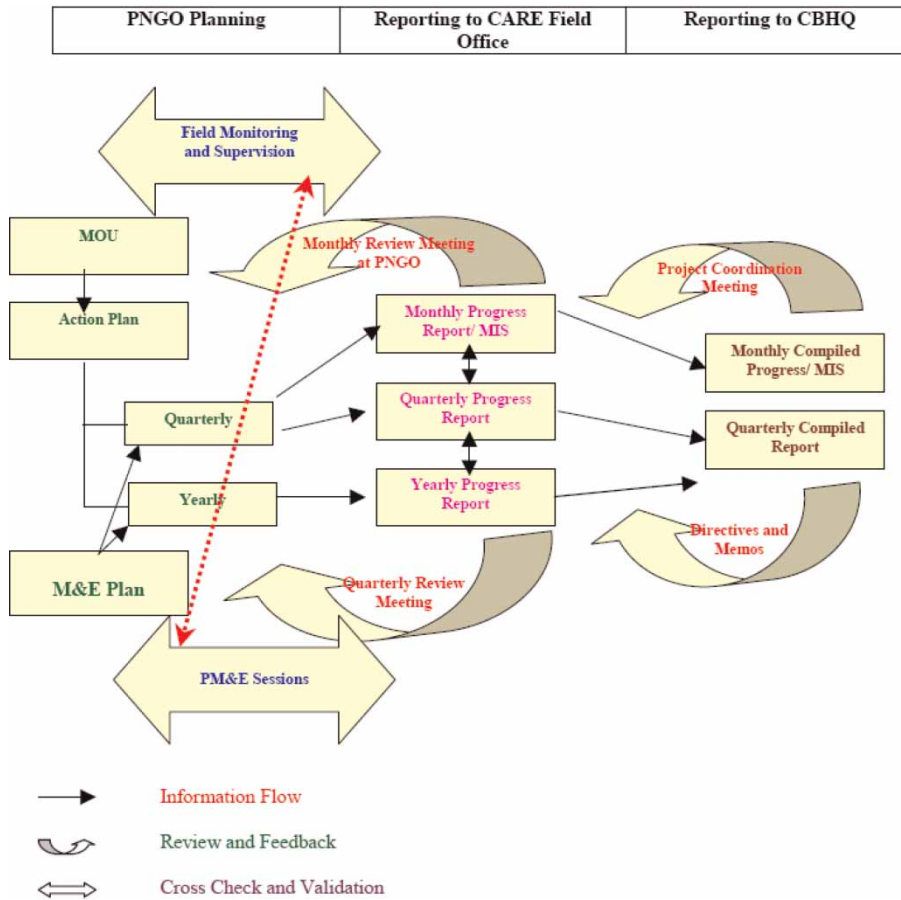 PNGO Planning
Reporting to CARE Field
Office
Reporting to CBHQ
Field Monitoring
and Supervision
MOU
Monthly Review Meeting
at PNGO
Project Coordination
Meeting
Action Plan
Monthly Progress
Report/ MIS
Monthly Compiled
Progress/ MIS
Quarterly
Quarterly Progress
Report
Quarterly Compiled
Report
Yearly
Yearly Progress
Report
M&E Plan
Quarterly Review
Meeting
Directives and
Memos
PM&E Sessions
Information Flow
Review and Feedback
Cross Check and Validation